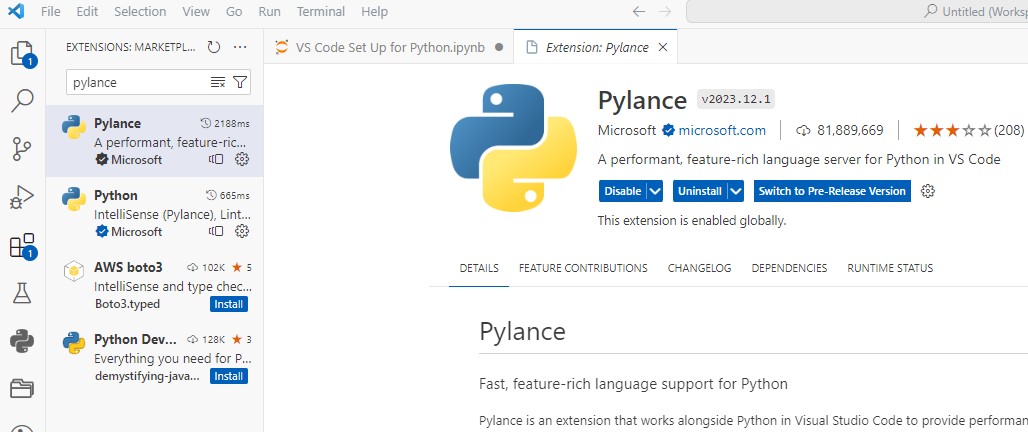 File Edit Selection View Go Run Terminal Help
Untitled (Works
EXTENSIONS: MARKETPL...
VS Code Set Up for Python.ipynb
Extension: Pylance
1
pylance
Pylance 2188ms
A performant, feature-ric...
Microsoft
Python 665ms
IntelliSense (Pylance), Lint...
Microsoft
1
AWS boto3 102K 5
IntelliSense and type chec...
Boto3.typed Install
Python Dev... 128K 3
Everything you need for P...
demystifying-java... Install
Pylance v2023.12.1
Microsoft microsoft.com 81,889,669 (208)
A performant, feature-rich language server for Python in VS Code
Disable Uninstall Switch to Pre-Release Version
This extension is enabled globally.
DETAILS FEATURE CONTRIBUTIONS CHANGELOG DEPENDENCIES RUNTIME STATUS
Pylance
Fast, feature-rich language support for Python
Pylance is an extension that works alongside Python in Visual Studio Code to provide performan